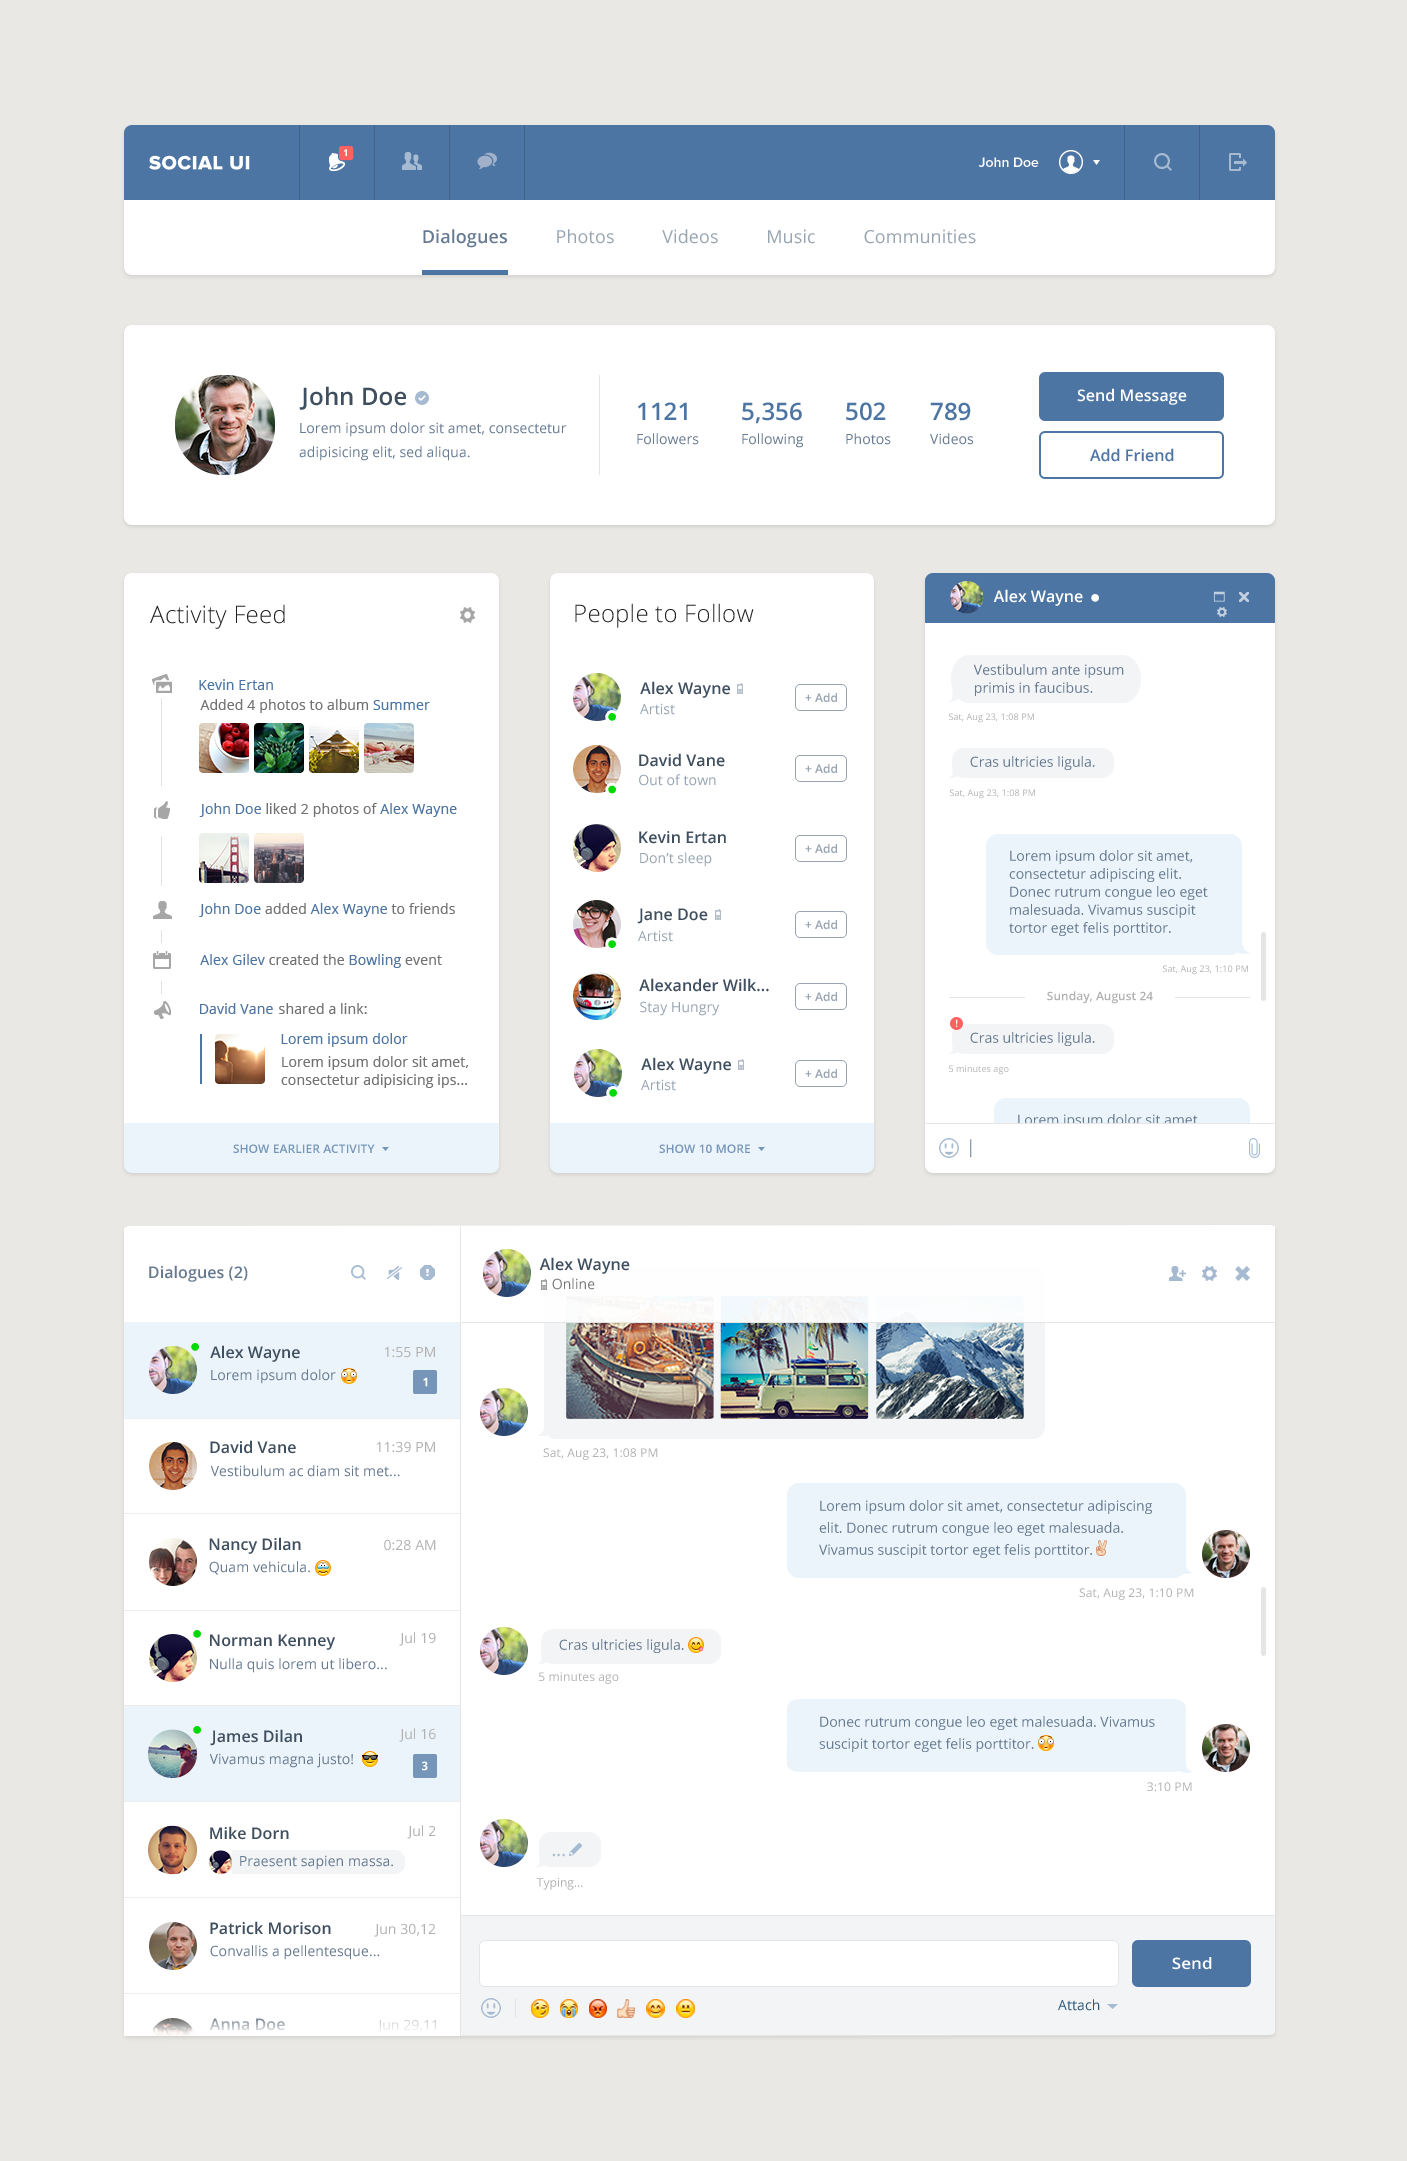 SOCIAL UI
1
John Doe
Dialogues
Photos
Videos
Music
Communities
John Doe
Lorem ipsum dolor sit amet, consectetur
adipisicing elit, sed aliqua.
1121
Followers
5,356
Following
502
Photos
789
Videos
Send Message
Add Friend
Activity Feed
Kevin Ertan
Added 4 photos to album Summer
John Doe liked 2 photos of Alex Wayne
John Doe added Alex Wayne to friends
Alex Gilev created the Bowling event
David Vane shared a link:
Lorem ipsum dolor
Lorem ipsum dolor sit amet,
consectetur adipisicing ips...
SHOW EARLIER ACTIVITY
People to Follow
Alex Wayne
Artist
+ Add
David Vane
Out of town
+ Add
Kevin Ertan
Don't sleep
+ Add
Jane Doe
Artist
+ Add
Alexander Wilk...
Stay Hungry
+ Add
Alex Wayne
Artist
+ Add
SHOW 10 MORE
Alex Wayne
Vestibulum ante ipsum
primis in faucibus.
Sat, Aug 23, 1:08 PM
Cras ultricies ligula.
Sat, Aug 23, 1:08 PM
Lorem ipsum dolor sit amet,
consectetur adipiscing elit.
Donec rutrum congue leo eget
malesuada. Vivamus suscipit
tortor eget felis porttitor.
Sat, Aug 23, 1:10 PM
Sunday, August 24
!
Cras ultricies ligula.
5 minutes ago
Lorem ipsum dolor sit amet
Dialogues (2)
Alex Wayne
1:55 PM
Lorem ipsum dolor 😳
1
David Vane
11:39 PM
Vestibulum ac diam sit met...
Nancy Dilan
0:28 AM
Quam vehicula. 😁
Norman Kenney
Jul 19
Nulla quis lorem ut libero...
James Dilan
Jul 16
Vivamus magna justo! 😎
3
Mike Dorn
Jul 2
Praesent sapien massa.
Patrick Morison
Jun 30,12
Convallis a pellentesque...
Anna Doe
Jun 29,11
Alex Wayne
Online
Sat, Aug 23, 1:08 PM
Lorem ipsum dolor sit amet, consectetur adipiscing
elit. Donec rutrum congue leo eget malesuada.
Vivamus suscipit tortor eget felis porttitor.✌
Sat, Aug 23, 1:10 PM
Cras ultricies ligula. 😋
5 minutes ago
Donec rutrum congue leo eget malesuada. Vivamus
suscipit tortor eget felis porttitor. 😳
3:10 PM
...
Typing...
Send
Attach